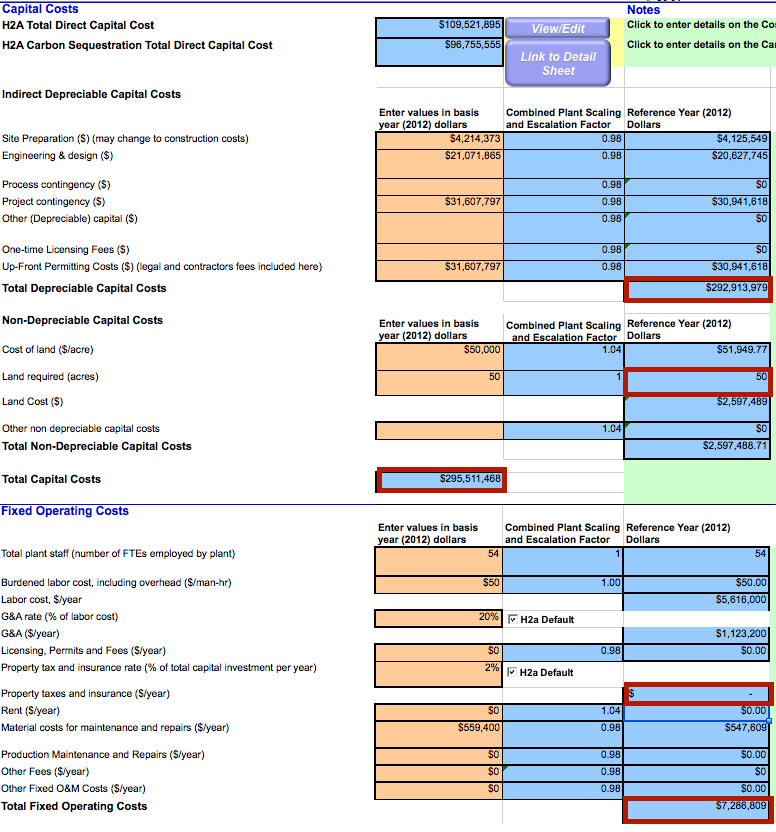 Capital Costs Notes
H2A Total Direct Capital Cost $109,521,895 View/Edit Click to enter details on the Co
H2A Carbon Sequestration Total Direct Capital Cost $96,755,555 Link to Detail Sheet Click to enter details on the Ca
Indirect Depreciable Capital Costs
Enter values in basis year (2012) dollars Combined Plant Scaling and Escalation Factor Reference Year (2012) Dollars
Site Preparation ($) (may change to construction costs) $4,214,373 0.98 $4,125,549
Engineering & design ($) $21,071,865 0.98 $20,627,745
Process contingency ($) 0.98 $0
Project contingency ($) $31,607,797 0.98 $30,941,618
Other (Depreciable) capital ($) 0.98 $0
One-time Licensing Fees ($) 0.98 $0
Up-Front Permitting Costs ($) (legal and contractors fees included here) $31,607,797 0.98 $30,941,618
Total Depreciable Capital Costs $292,913,979
Non-Depreciable Capital Costs
Enter values in basis year (2012) dollars Combined Plant Scaling and Escalation Factor Reference Year (2012) Dollars
Cost of land ($/acre) $50,000 1.04 $51,949.77
Land required (acres) 50 1 50
Land Cost ($) $2,597,489
Other non depreciable capital costs 1.04 $0
Total Non-Depreciable Capital Costs $2,597,488.71
Total Capital Costs $295,511,468
Fixed Operating Costs
Enter values in basis year (2012) dollars Combined Plant Scaling and Escalation Factor Reference Year (2012) Dollars
Total plant staff (number of FTEs employed by plant) 54 1 54
Burdened labor cost, including overhead ($/man-hr) $50 1.00 $50.00
Labor cost, $/year $5,616,000
G&A rate (% of labor cost) 20% H2a Default
G&A ($/year) $1,123,200
Licensing, Permits and Fees ($/year) $0 0.98 $0.00
Property tax and insurance rate (% of total capital investment per year) 2% H2a Default
Property taxes and insurance ($/year) $ -
Rent ($/year) $0 1.04 $0.00
Material costs for maintenance and repairs ($/year) $559,400 0.98 $547,609
Production Maintenance and Repairs ($/year) $0 0.98 $0.00
Other Fees ($/year) $0 0.98 $0
Other Fixed O&M Costs ($/year) $0 0.98 $0.00
Total Fixed Operating Costs $7,286,809